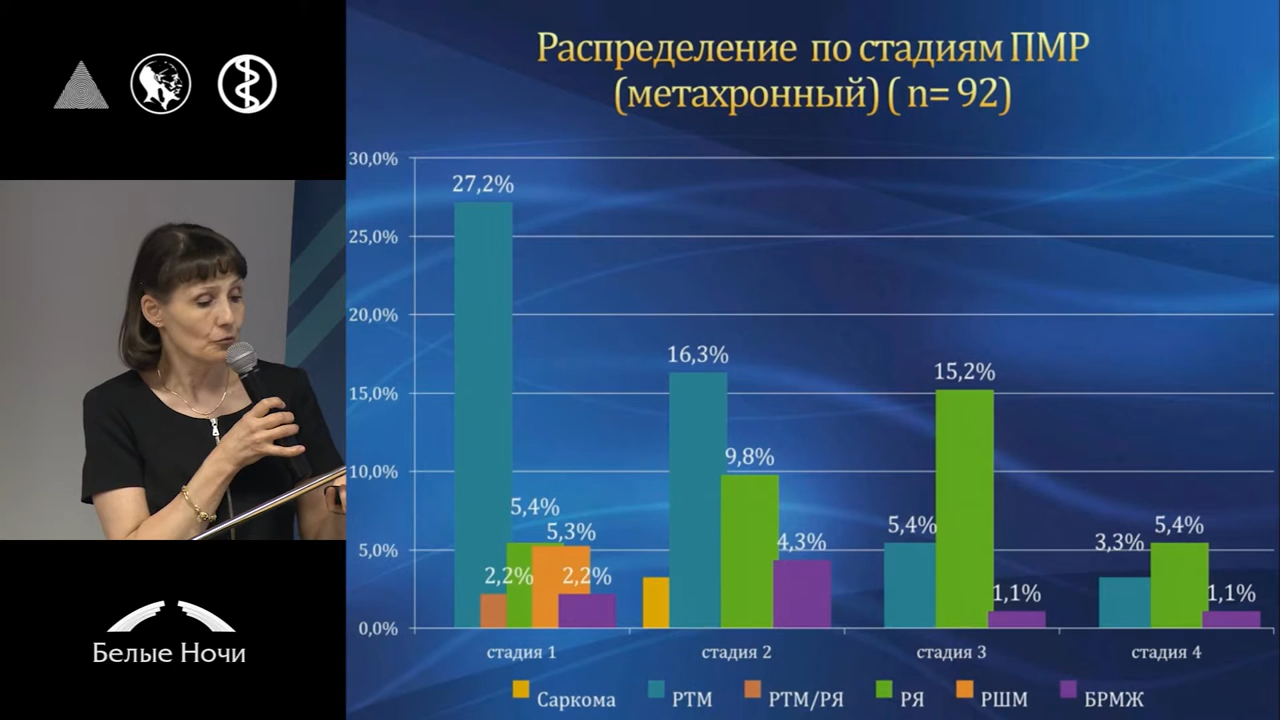 Распределение по стадиям ПМР
(метахронный) ( n= 92)
30,0%
25,0%
20,0%
15,0%
10,0%
5,0%
0,0%
27,2%
2,2%
5,4%
5,3%
2,2%
16,3%
9,8%
4,3%
5,4%
15,2%
1,1%
3,3%
5,4%
1,1%
стадия 1
стадия 2
стадия 3
стадия 4
Саркома
РТМ
РТМ/РЯ
РЯ
РШМ
БРМЖ
Белые Ночи